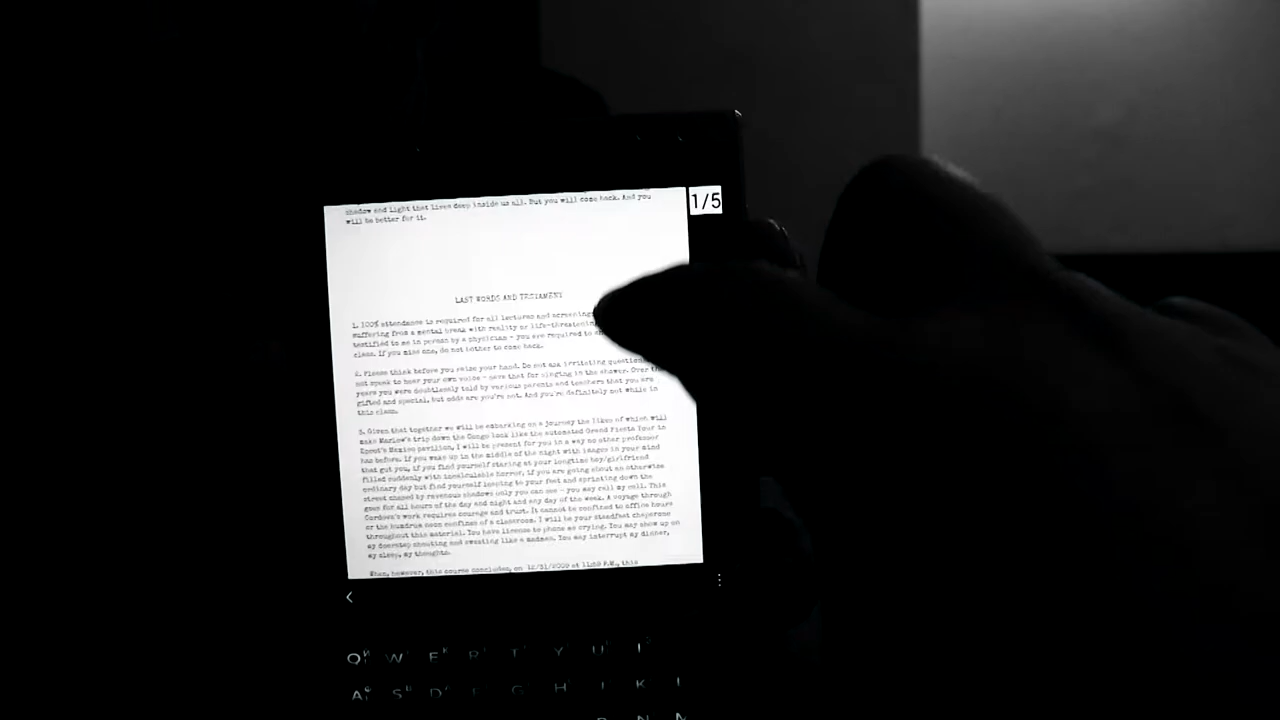 shadow and light that lives deep inside us all. But you will come back. And you
will be better for it.
1/5
LAST WORDS AND TESTAMENT
1. 100% attendance is required for all lectures and screenings
suffering from a mental break with reality or life-threatening
testified to me in person by a physician - you are required to
class. If you miss one, do not bother to come back.
2. Please think before you raise your hand. Do not ask irritating question
not speak to hear your own voice - save that for singing in the shower. Over the
years you were doubtlessly told by various parents and teachers that you are
gifted and special, but odds are you're not. And you're definitely not while in
this class.
3. Given that together we will be embarking on a journey the likes of which will
make Marlow's trip down the Congo look like the automated Grand Fiesta Tour in
Epcot's Mexico pavilion, I will be present for you in a way no other professor
has before. If you wake up in the middle of the night with images in your mind
that gut you, if you find yourself staring at your longtime boy/girlfriend
filled suddenly with incalculable horror, if you are going about an otherwise
ordinary day but find yourself leaping to your feet and sprinting down the
street chased by ravenous shadows only you can see - you may call my cell. This
goes for all hours of the day and night and any day of the week. A voyage through
Cordova's work requires courage and trust. It cannot be confined to office hours
or the humdrum neon confines of a classroom. I will be your steadfast chaperone
throughout this material. You have license to phone me crying. You may show up on
my doorstep shouting and sweating like a madman. You may interrupt my dinner,
my sleep, my thoughts.
When, however, this course concludes, on 12/31/2009 at 11:59 P.M., this
<
Q W E R T Y U I
A S D F G H J K L
B N M